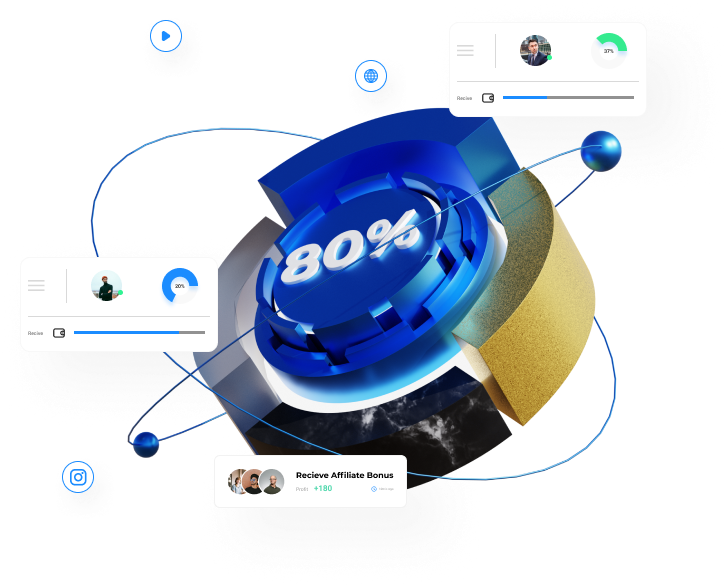 37%
Recive
80%
20%
Recive
Recieve Affiliate Bonus
Profit +180